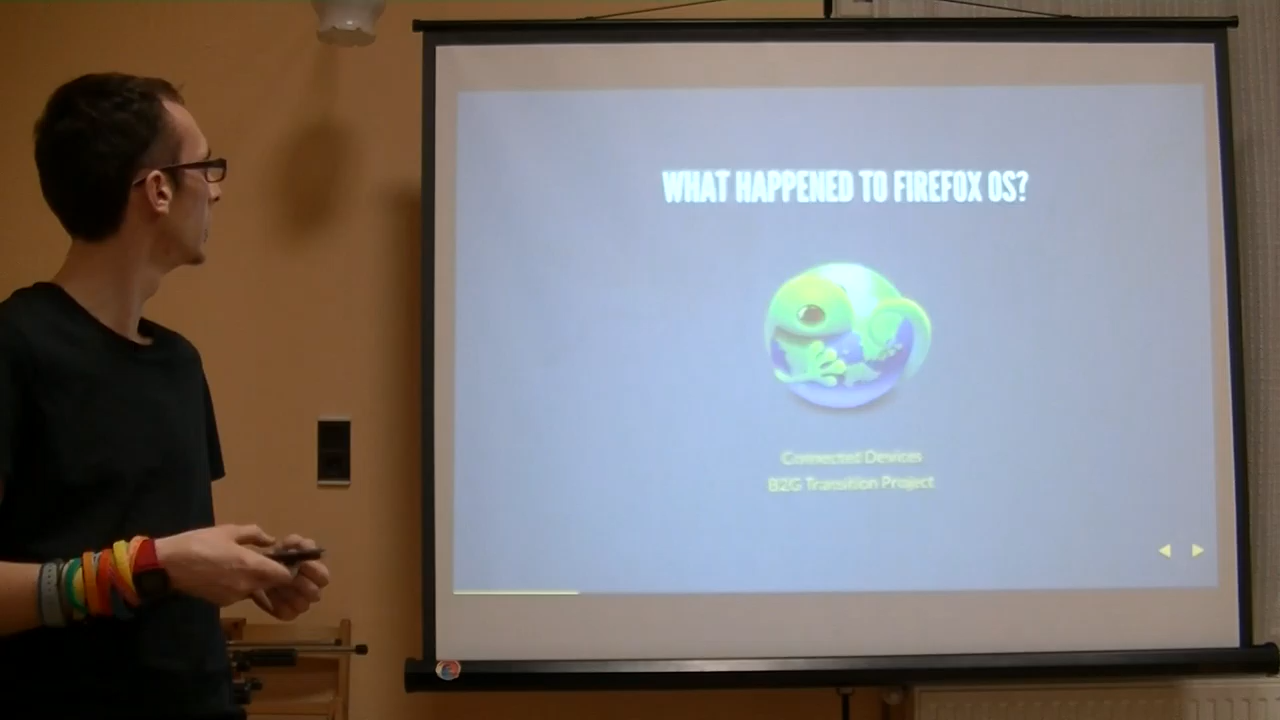 WHAT HAPPENED TO FIREFOX OS?
Connected Devices
B2G Transition Project